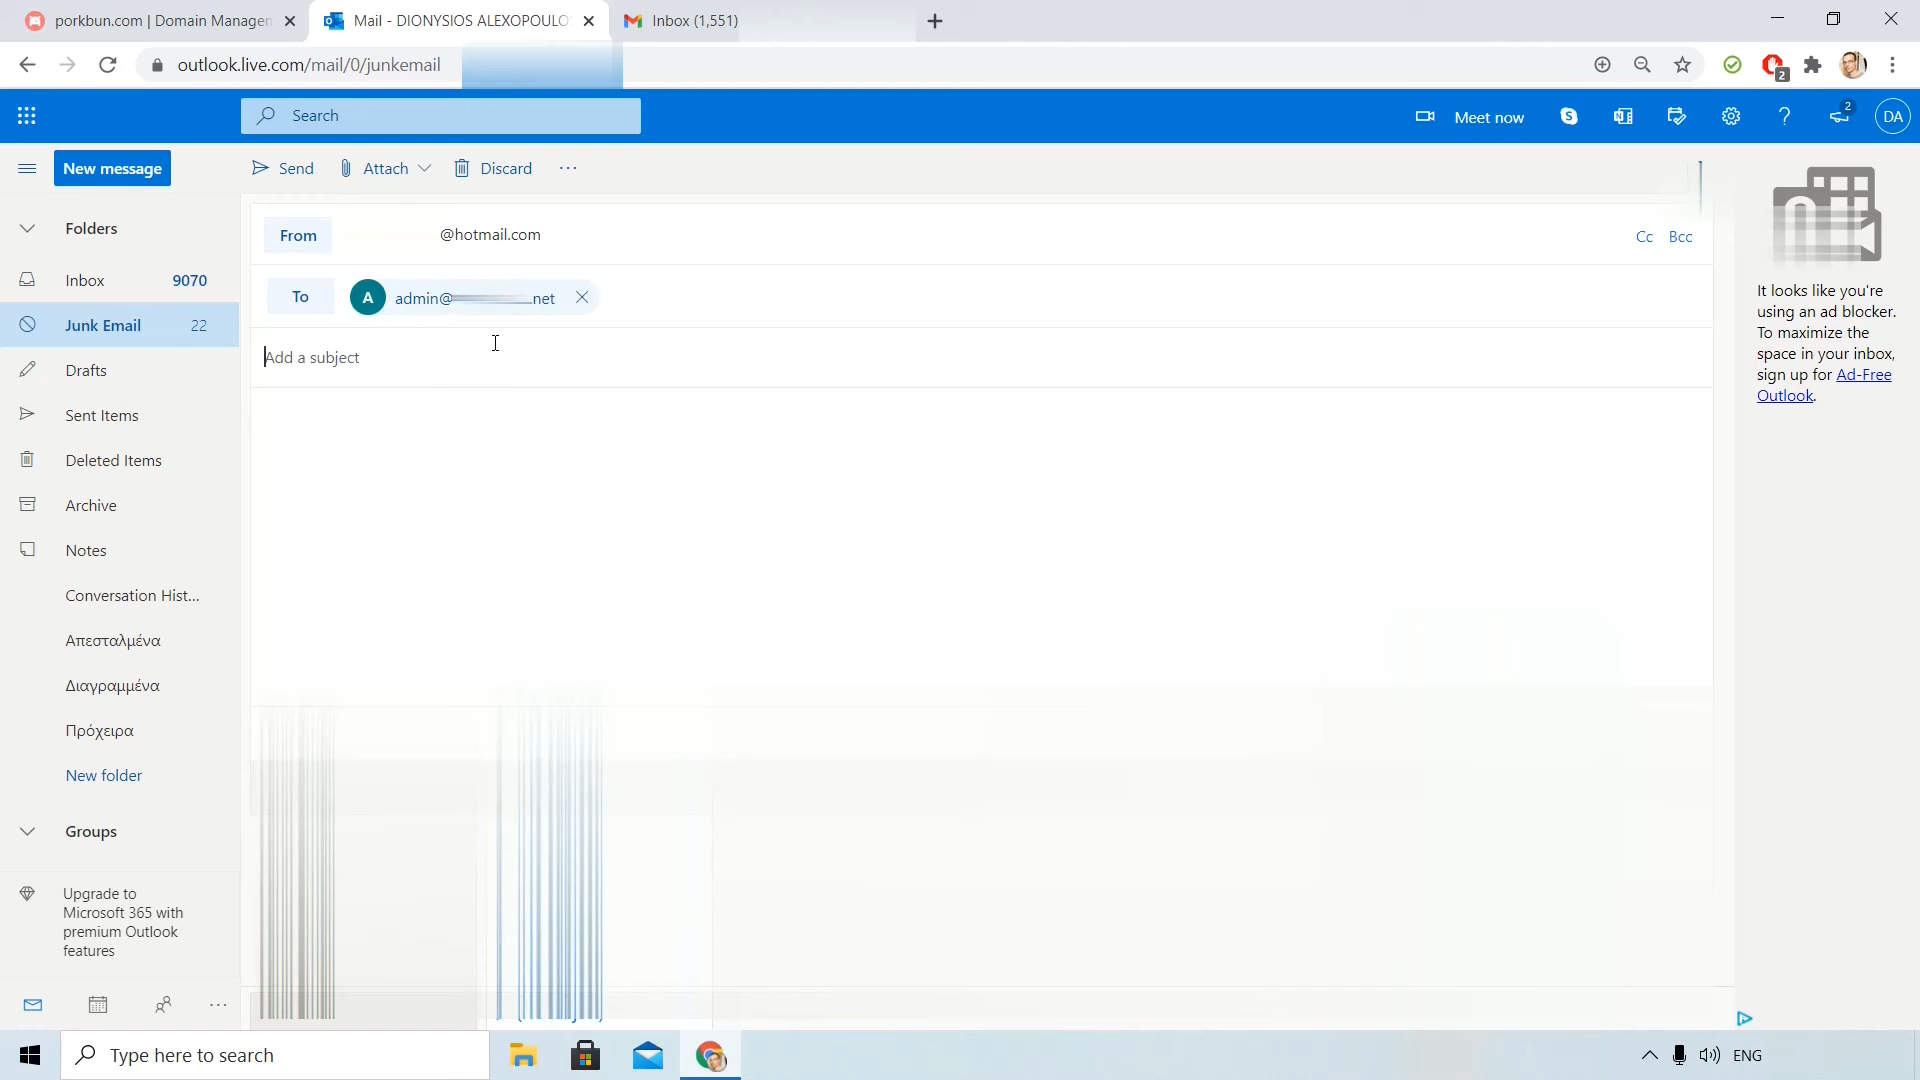 porkbun.com | Domain Managem
Mail - DIONYSIOS ALEXOPOULO
Inbox (1,551)
outlook.live.com/mail/0/junkemail
2
Search
Meet now
2
DA
New message
Send
Attach
Discard
Folders
From
@hotmail.com
Cc
Bcc
Inbox
9070
To
A
admin@
.net
Junk Email
22
Add a subject
Drafts
Sent Items
Deleted Items
Archive
Notes
Conversation Hist...
Απεσταλμένα
Διαγραμμένα
Πρόχειρα
New folder
Groups
Upgrade to
Microsoft 365 with
premium Outlook
features
It looks like you're
using an ad blocker.
To maximize the
space in your inbox,
sign up for Ad-Free
Outlook.
Type here to search
ENG